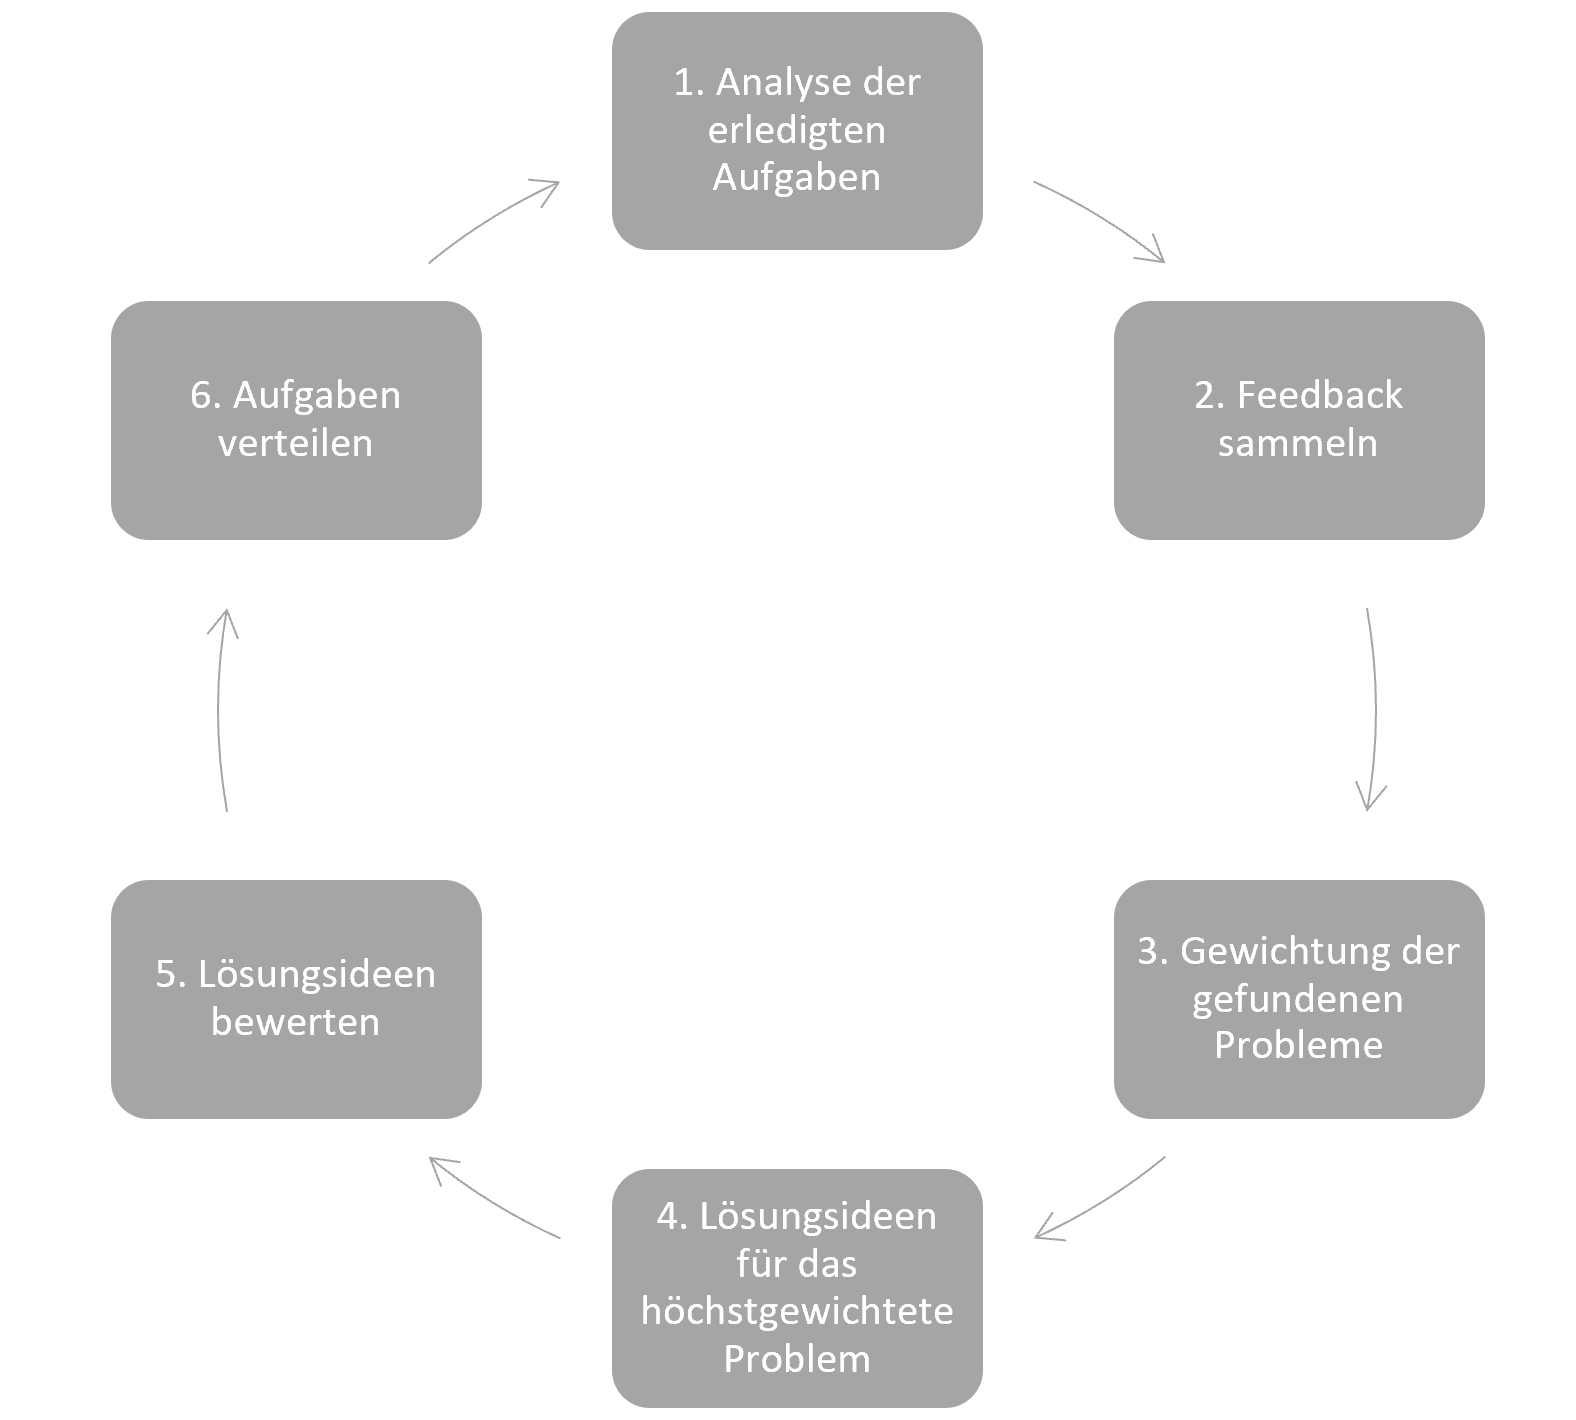 1. Analyse der
erledigten
Aufgaben
2. Feedback
sammeln
3. Gewichtung der
gefundenen
Probleme
4. Lösungsideen
für das
höchstgewichtete
Problem
5. Lösungsideen
bewerten
6. Aufgaben
verteilen